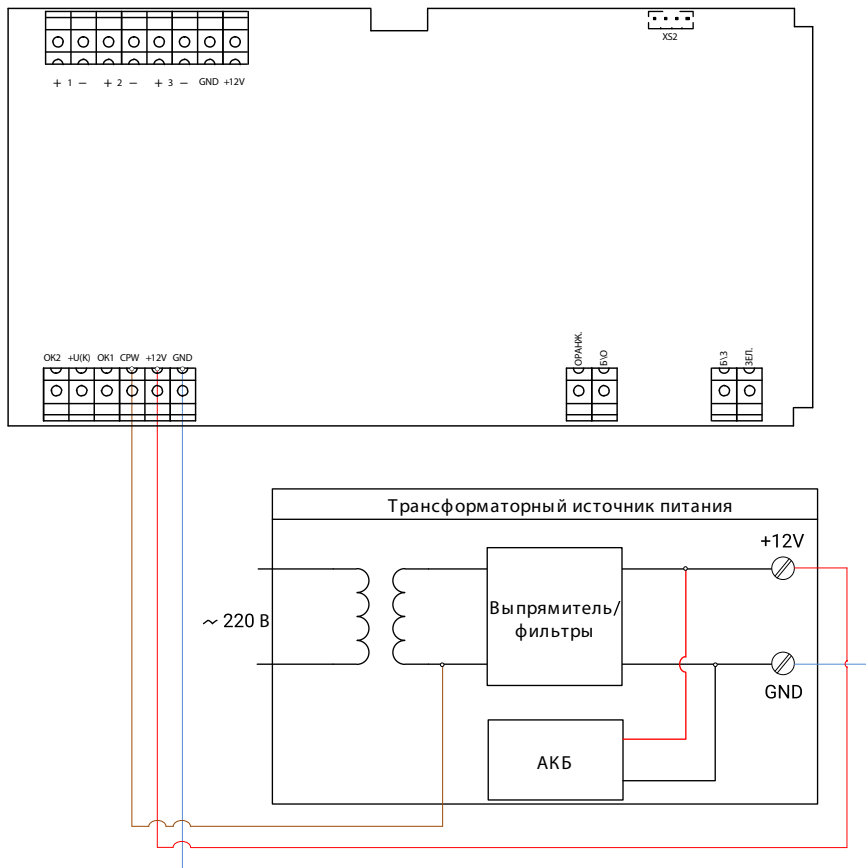 XS2
+ 1 − + 2 − + 3 − GND +12V
OK2 +U(K) OK1 CPW +12V GND
ОРАНЖ.
Б\О
Б\З
ЗЕЛ.
Трансформаторный источник питания
+12V
~ 220 В
Выпрямитель/
фильтры
GND
АКБ